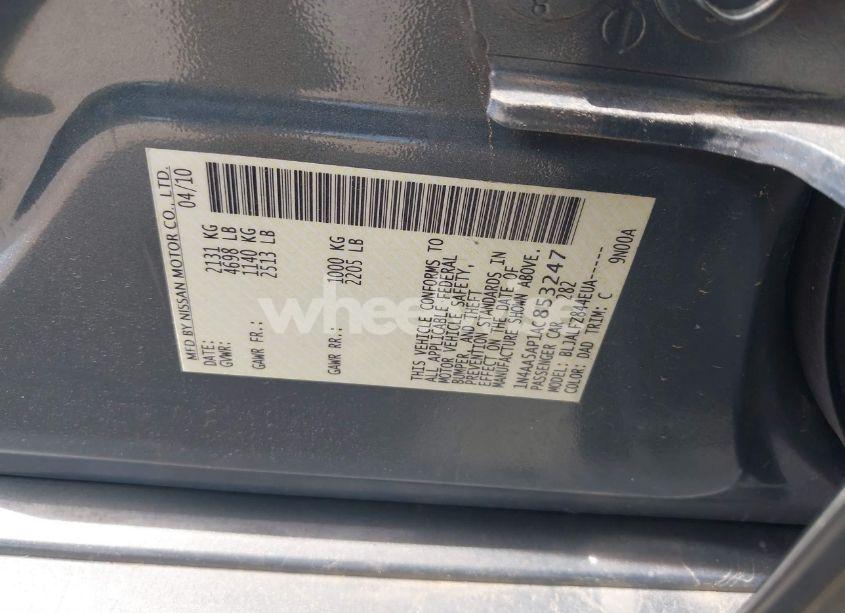 MFD BY NISSAN MOTOR CO., LTD.
DATE: 04/10
GVWR: 2131 KG
4698 LB
GAWR FR.: 1140 KG
2513 LB
GAWR RR.: 1000 KG
2205 LB
THIS VEHICLE CONFORMS TO
ALL APPLICABLE FEDERAL
MOTOR VEHICLE SAFETY,
BUMPER, AND THEFT
PREVENTION STANDARDS IN
EFFECT ON THE DATE OF
MANUFACTURE SHOWN ABOVE.
1N4AA5AP1AC853247
PASSENGER CAR 282
MODEL: BLJALF2844EUA------
COLOR: DAD TRIM: C 9N00A